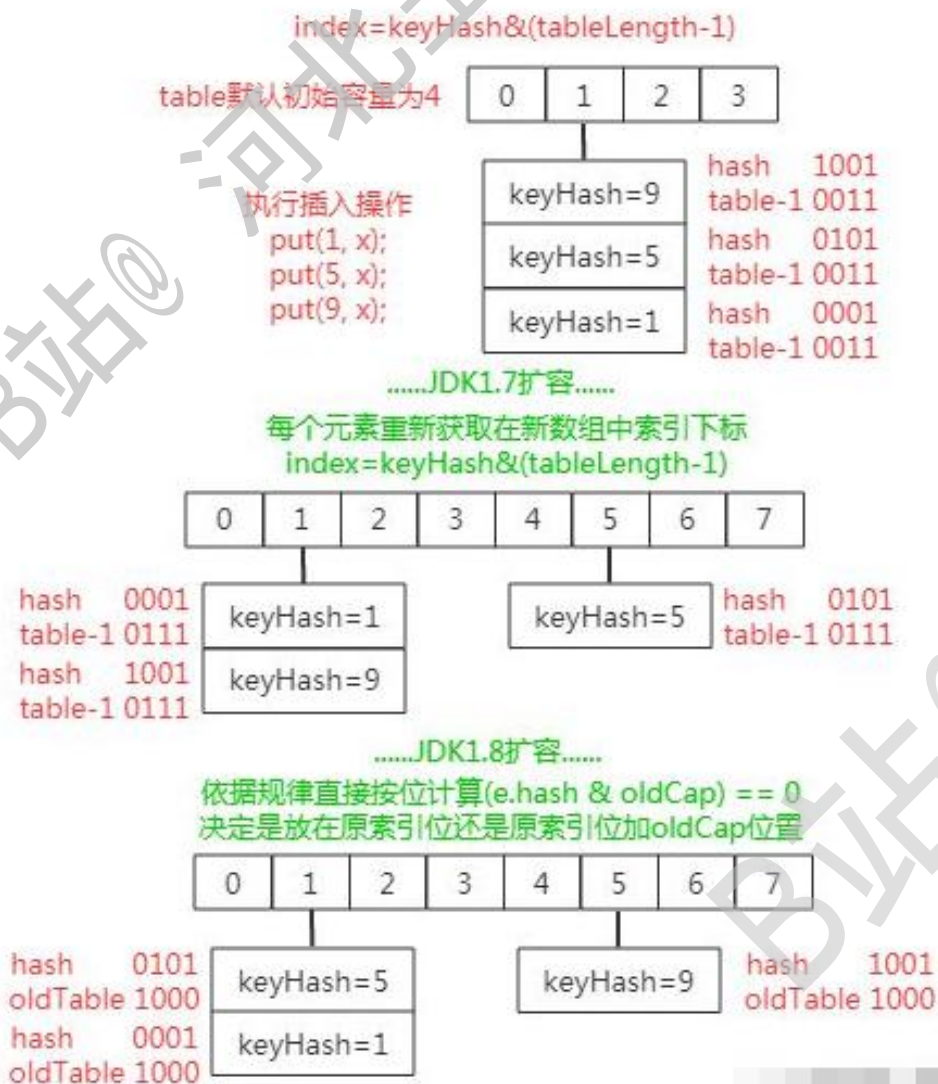 index=keyHash&(tableLength-1)
table默认初始容量为4
0 1 2 3
执行插入操作
put(1, x);
put(5, x);
put(9, x);
keyHash=9
hash 1001
table-1 0011
keyHash=5
hash 0101
table-1 0011
keyHash=1
hash 0001
table-1 0011
......JDK1.7扩容......
每个元素重新获取在新数组中索引下标
index=keyHash&(tableLength-1)
0 1 2 3 4 5 6 7
hash 0001
table-1 0111
keyHash=1
hash 1001
table-1 0111
keyHash=9
keyHash=5
hash 0101
table-1 0111
......JDK1.8扩容......
依据规律直接按位计算(e.hash & oldCap) == 0
决定是放在原索引位还是原索引位加oldCap位置
0 1 2 3 4 5 6 7
hash 0101
oldTable 1000
keyHash=5
hash 0001
oldTable 1000
keyHash=1
keyHash=9
hash 1001
oldTable 1000
B站@ 河北
B站